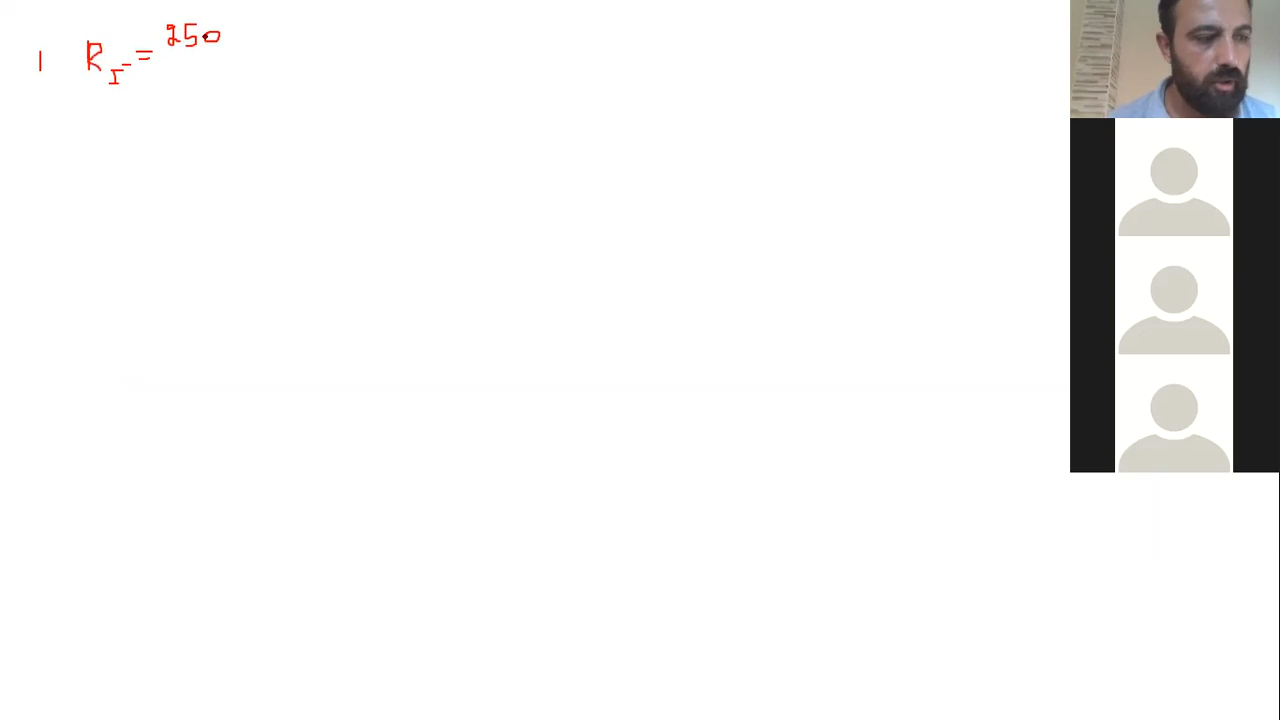 1 R_I- = 250